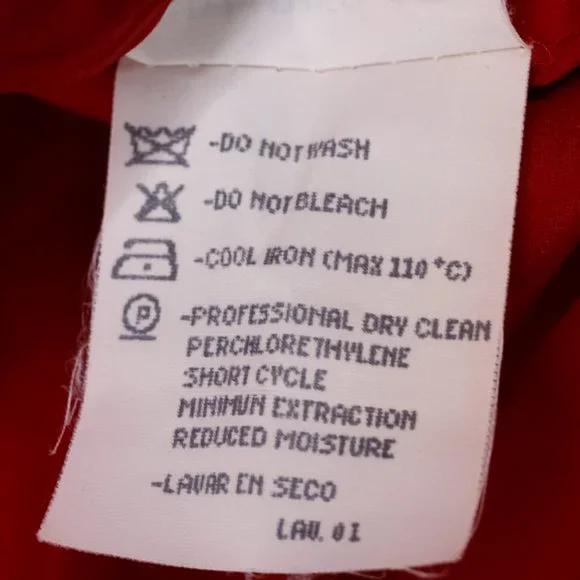 -DO NOT WASH
-DO NOT BLEACH
-COOL IRON (MAX 110 °C)
P -PROFESSIONAL DRY CLEAN
PERCHLORETHYLENE
SHORT CYCLE
MINIMUN EXTRACTION
REDUCED MOISTURE
-LAVAR EN SECO
LAV. 01